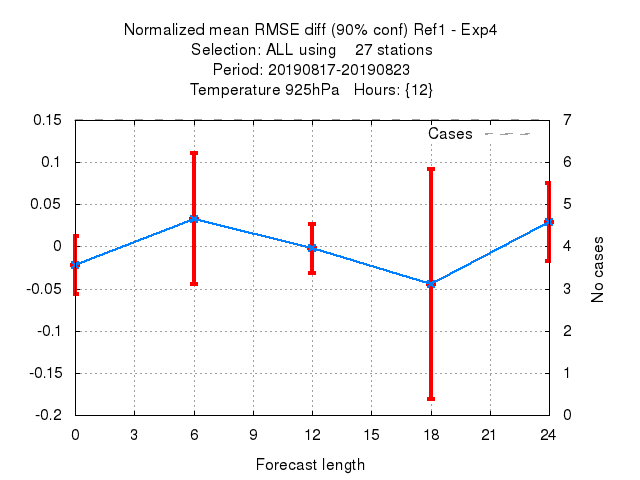 Normalized mean RMSE diff (90% conf) Ref1 - Exp4
Selection: ALL using    27 stations
Period: 20190817-20190823
Temperature 925hPa   Hours: {12}
Cases
0.15
0.1
0.05
0
-0.05
-0.1
-0.15
-0.2
7
6
5
4
3
2
1
0
No cases
0 3 6 9 12 15 18 21 24
Forecast length